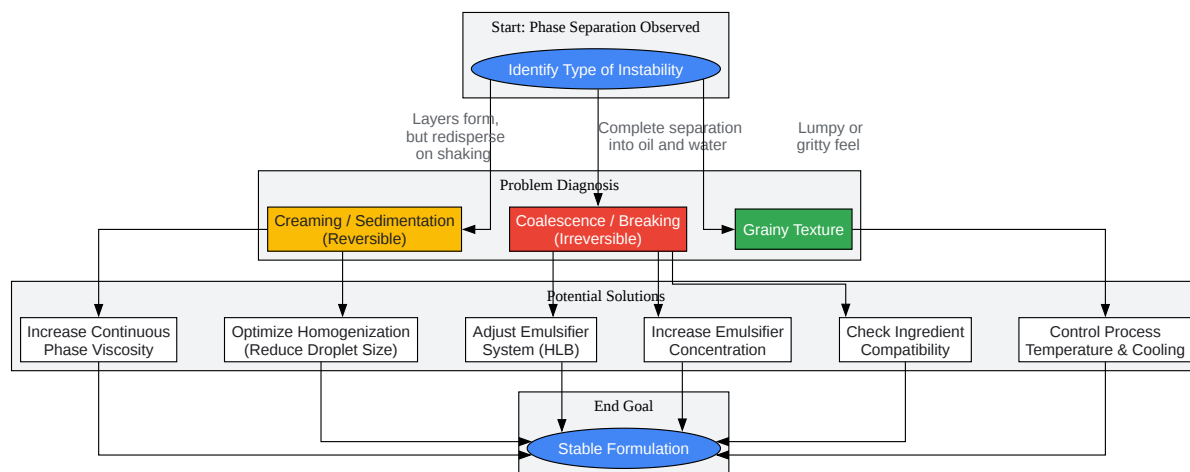 Start: Phase Separation Observed
Identify Type of Instability
Layers form,
but redisperse
on shaking
Complete separation
into oil and water
Lumpy or
gritty feel
Problem Diagnosis
Creaming / Sedimentation
(Reversible)
Coalescence / Breaking
(Irreversible)
Grainy Texture
Potential Solutions
Increase Continuous
Phase Viscosity
Optimize Homogenization
(Reduce Droplet Size)
Adjust Emulsifier
System (HLB)
Increase Emulsifier
Concentration
Check Ingredient
Compatibility
Control Process
Temperature & Cooling
End Goal
Stable Formulation